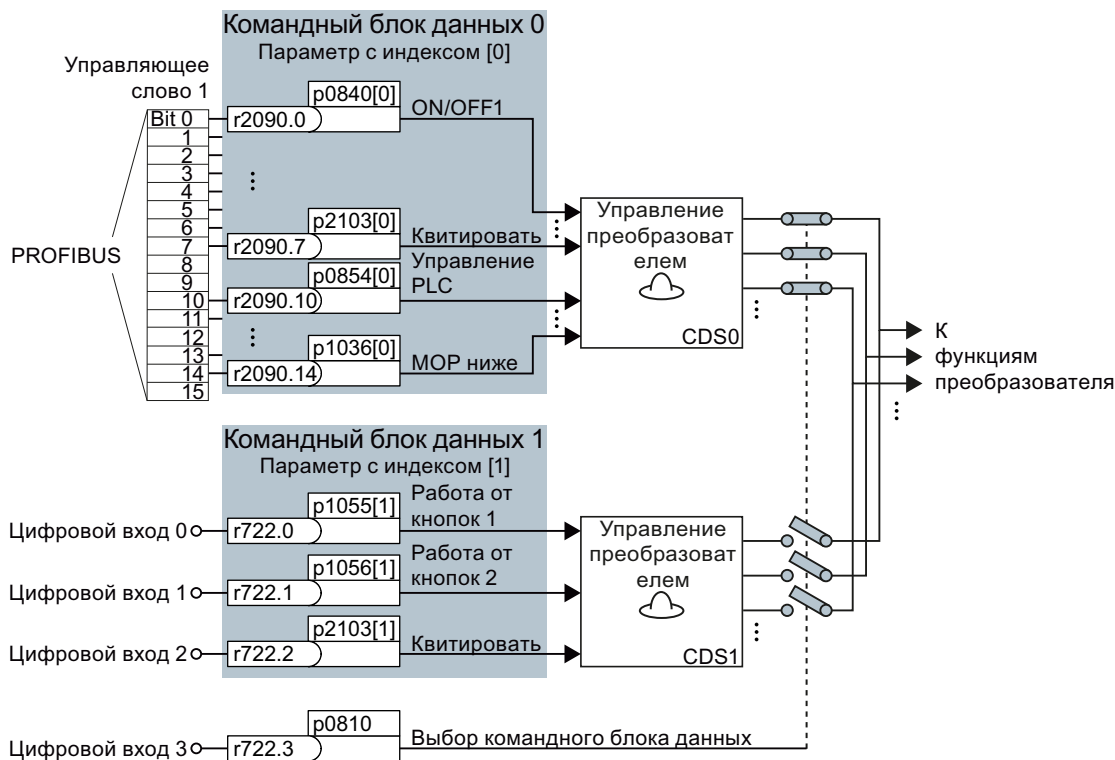 Командный блок данных 0
Параметр с индексом [0]
Управляющее
слово 1
PROFIBUS
Bit 0
1
2
3
4
5
6
7
8
9
10
11
12
13
14
15
p0840[0]
r2090.0
ON/OFF1
p2103[0]
r2090.7
Квитировать
p0854[0]
r2090.10
Управление
PLC
p1036[0]
r2090.14
МОР ниже
Управление
преобразоват
елем
CDS0
К
функциям
преобразователя
Командный блок данных 1
Параметр с индексом [1]
Цифровой вход 0
r722.0
p1055[1]
Работа от
кнопок 1
Цифровой вход 1
r722.1
p1056[1]
Работа от
кнопок 2
Цифровой вход 2
r722.2
p2103[1]
Квитировать
Управление
преобразоват
елем
CDS1
Цифровой вход 3
r722.3
p0810
Выбор командного блока данных